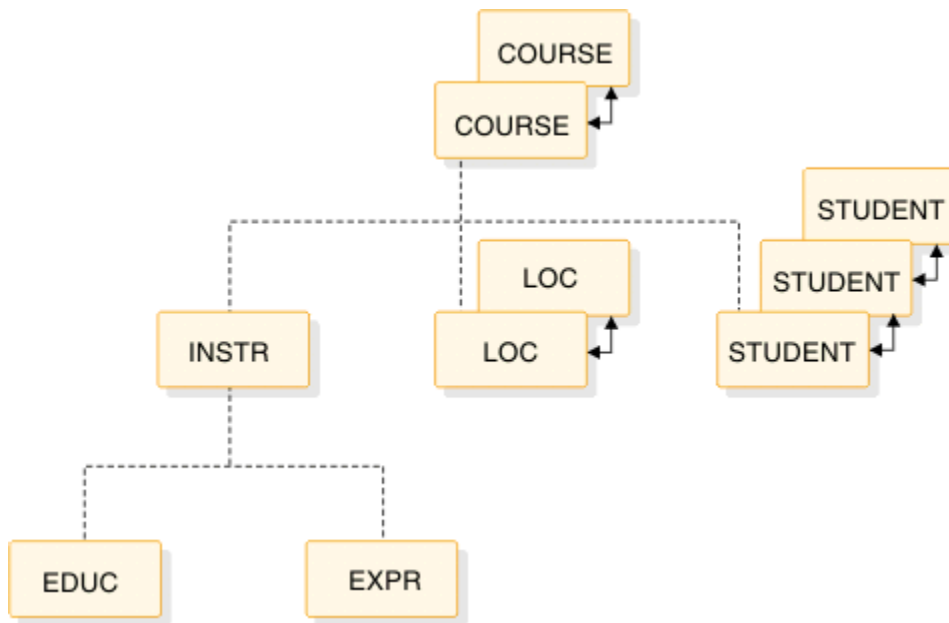 COURSE
COURSE
STUDENT
STUDENT
STUDENT
LOC
LOC
INSTR
EDUC
EXPR